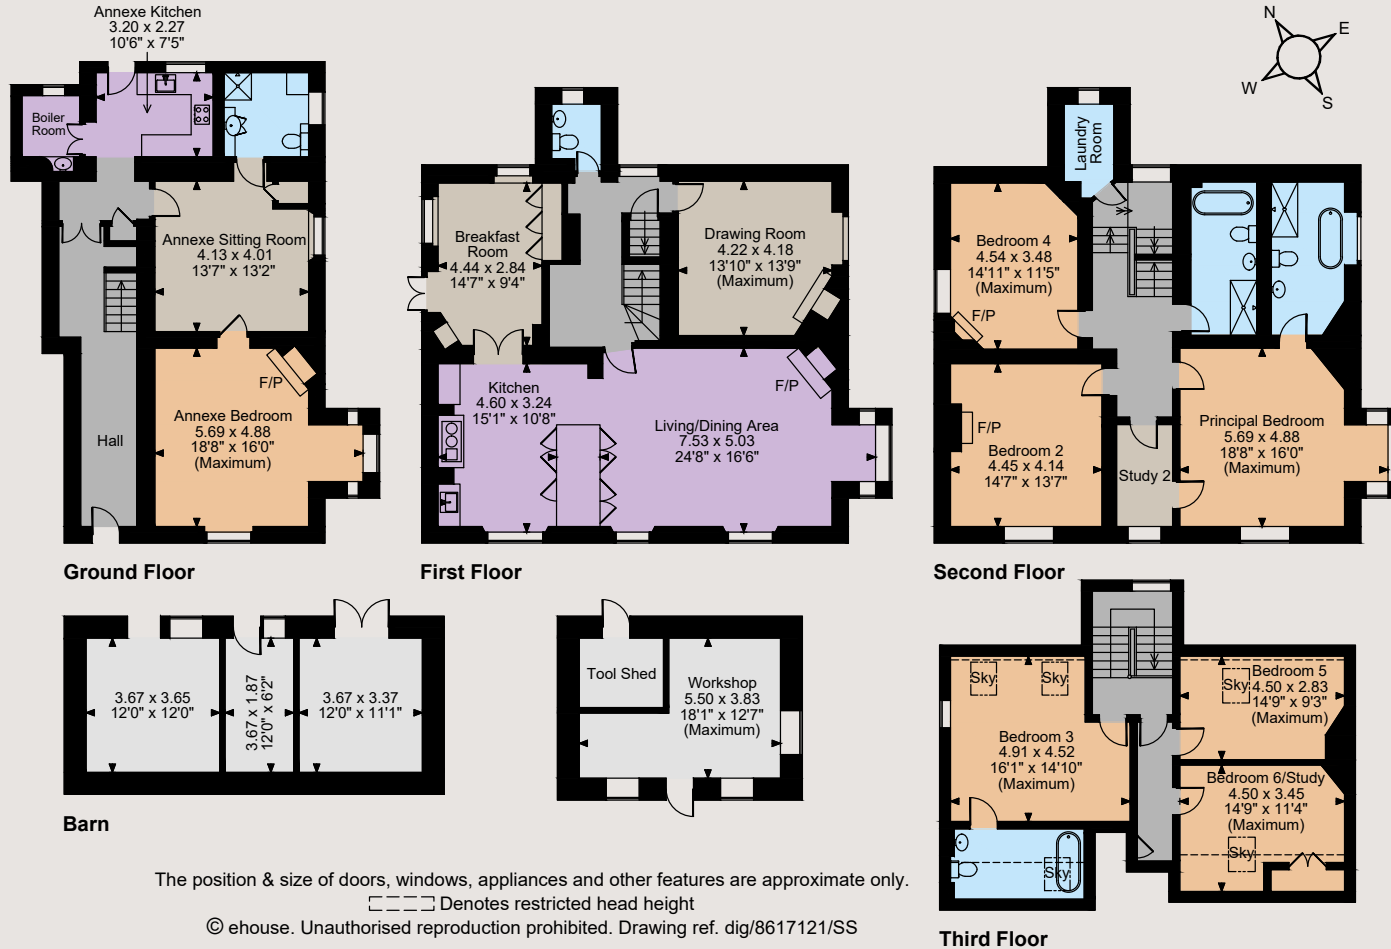 Annexe Kitchen
3.20 x 2.27
10'6" x 7'5"
Boiler
Room
Annexe Sitting Room
4.13 x 4.01
13'7" x 13'2"
F/P
Annexe Bedroom
5.69 x 4.88
18'8" x 16'0"
(Maximum)
Hall
Ground Floor
Breakfast
Room
4.44 x 2.84
14'7" x 9'4"
Drawing Room
4.22 x 4.18
13'10" x 13'9"
(Maximum)
Kitchen
4.60 x 3.24
15'1" x 10'8"
F/P
Living/Dining Area
7.53 x 5.03
24'8" x 16'6"
First Floor
N
E
W
S
Laundry
Room
Bedroom 4
4.54 x 3.48
14'11" x 11'5"
(Maximum)
F/P
F/P
Bedroom 2
4.45 x 4.14
14'7" x 13'7"
Study 2
Principal Bedroom
5.69 x 4.88
18'8" x 16'0"
(Maximum)
Second Floor
3.67 x 3.65
12'0" x 12'0"
3.67 x 1.87
12'0" x 6'2"
3.67 x 3.37
12'0" x 11'1"
Barn
Tool Shed
Workshop
5.50 x 3.83
18'1" x 12'7"
(Maximum)
Sky
Sky
Bedroom 3
4.91 x 4.52
16'1" x 14'10"
(Maximum)
Sky
Bedroom 5
4.50 x 2.83
14'9" x 9'3"
(Maximum)
Bedroom 6/Study
4.50 x 3.45
14'9" x 11'4"
(Maximum)
Sky
Sky
Third Floor
The position & size of doors, windows, appliances and other features are approximate only.
Denotes restricted head height
© ehouse. Unauthorised reproduction prohibited. Drawing ref. dig/8617121/SS